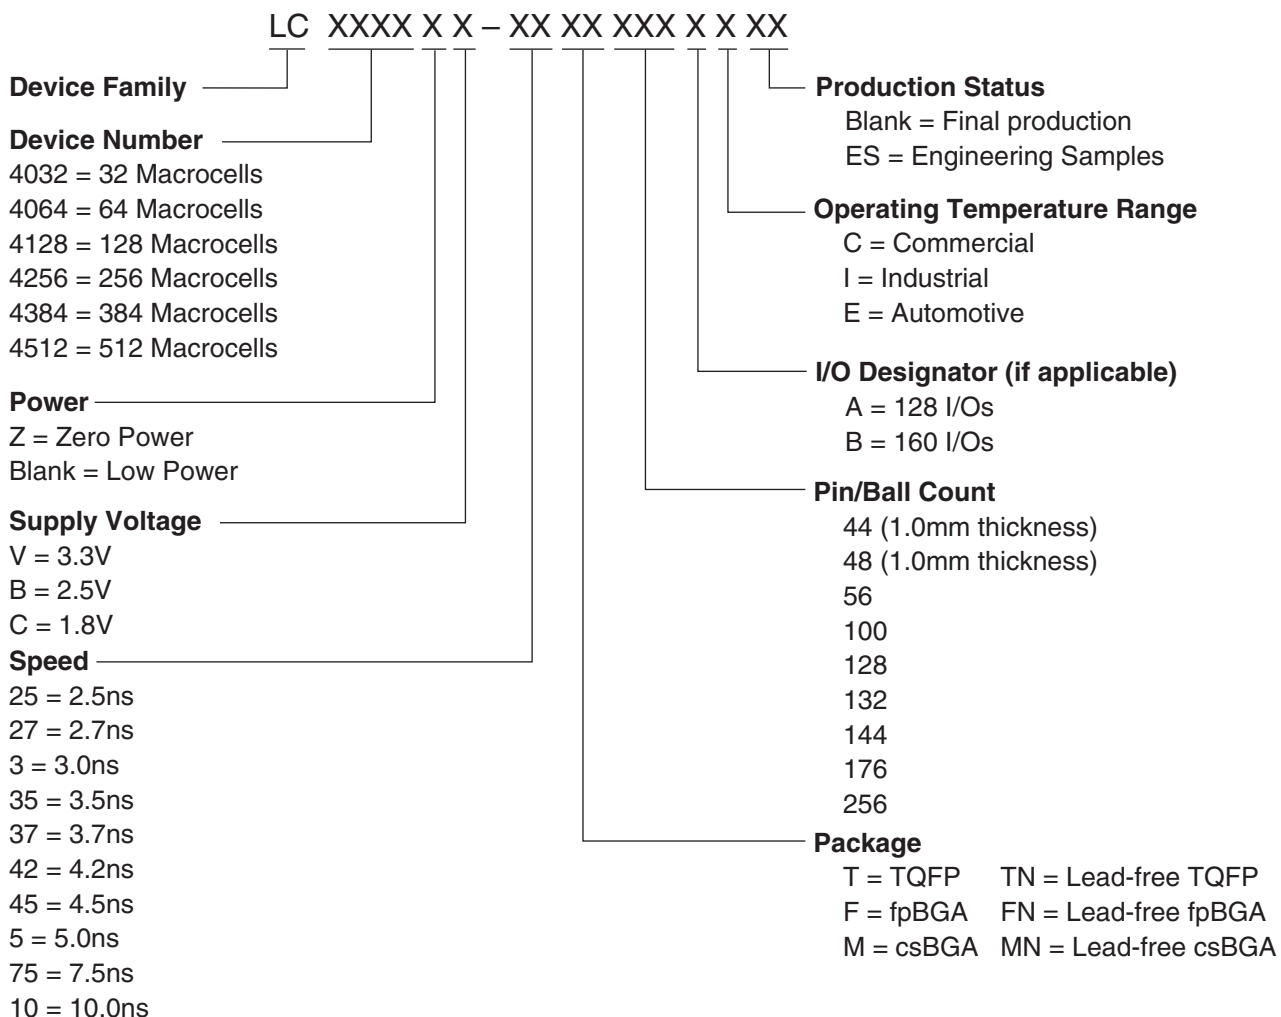 LC XXXX X X – XX XX XXX X X XX
Device Family
Device Number
4032 = 32 Macrocells
4064 = 64 Macrocells
4128 = 128 Macrocells
4256 = 256 Macrocells
4384 = 384 Macrocells
4512 = 512 Macrocells
Power
Z = Zero Power
Blank = Low Power
Supply Voltage
V = 3.3V
B = 2.5V
C = 1.8V
Speed
25 = 2.5ns
27 = 2.7ns
3 = 3.0ns
35 = 3.5ns
37 = 3.7ns
42 = 4.2ns
45 = 4.5ns
5 = 5.0ns
75 = 7.5ns
10 = 10.0ns
Production Status
Blank = Final production
ES = Engineering Samples
Operating Temperature Range
C = Commercial
I = Industrial
E = Automotive
I/O Designator (if applicable)
A = 128 I/Os
B = 160 I/Os
Pin/Ball Count
44 (1.0mm thickness)
48 (1.0mm thickness)
56
100
128
132
144
176
256
Package
T = TQFP TN = Lead-free TQFP
F = fpBGA FN = Lead-free fpBGA
M = csBGA MN = Lead-free csBGA